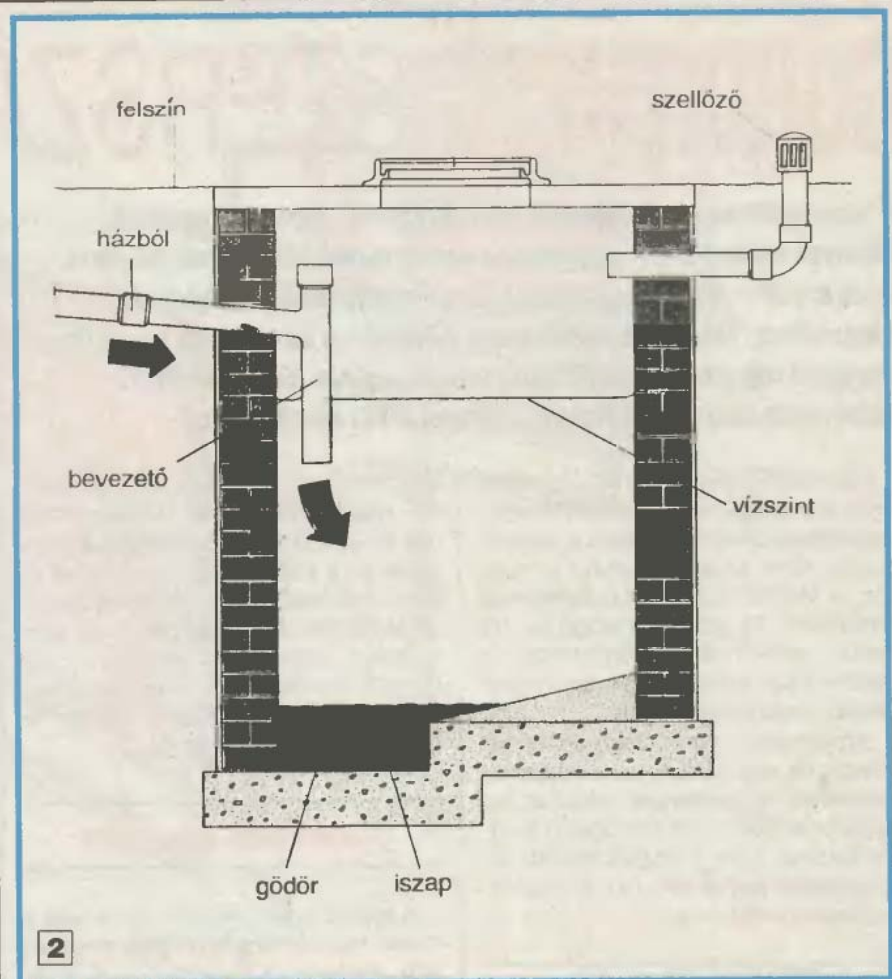 felszín
szellőző
házból
bevezető
vízszint
gödör
iszap
2